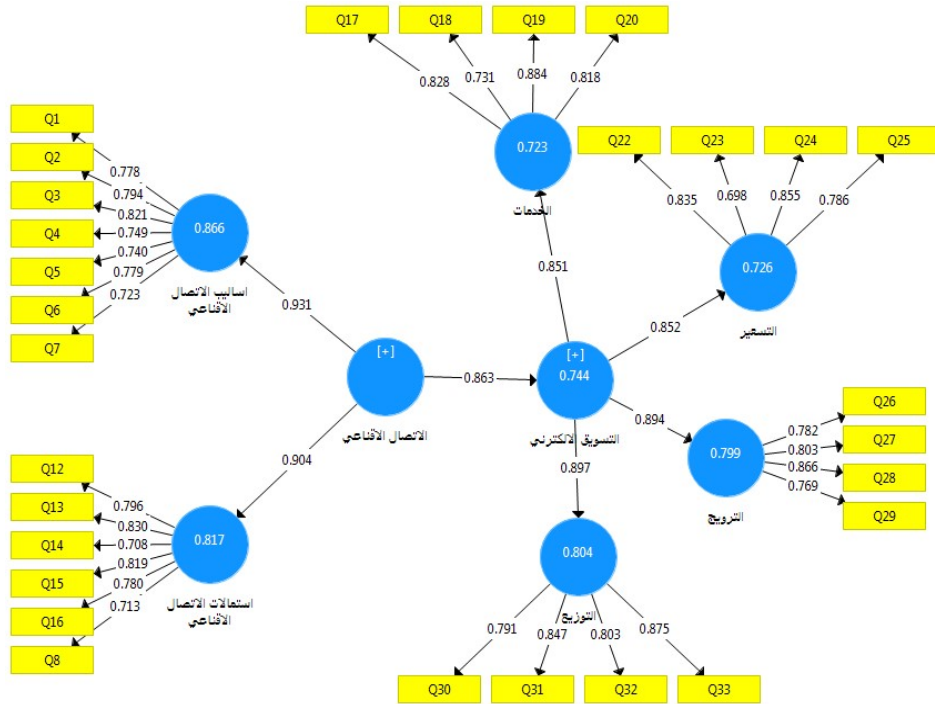 Q17 Q18 Q19 Q20
0.828 0.731 0.884 0.818
0.723
الخدمات
Q22 Q23 Q24 Q25
0.835 0.698 0.855 0.786
0.726
التسعير
Q1
Q2
Q3
Q4
Q5
Q6
Q7
0.778
0.794
0.821
0.749
0.740
0.779
0.723
0.866
اساليب الاتصال
الاقناعي
0.931
0.851
0.852
[+]
الاتصال الاقناعي
0.863
[+]
0.744
التسويق الالكتروني
0.904
0.897
0.894
Q26
Q27
Q28
Q29
0.782
0.803
0.866
0.769
0.799
الترويج
Q12
Q13
Q14
Q15
Q16
Q8
0.796
0.830
0.708
0.819
0.780
0.713
0.817
استمالات الاتصال
الاقناعي
0.804
التوزيع
0.791 0.847 0.803 0.875
Q30 Q31 Q32 Q33